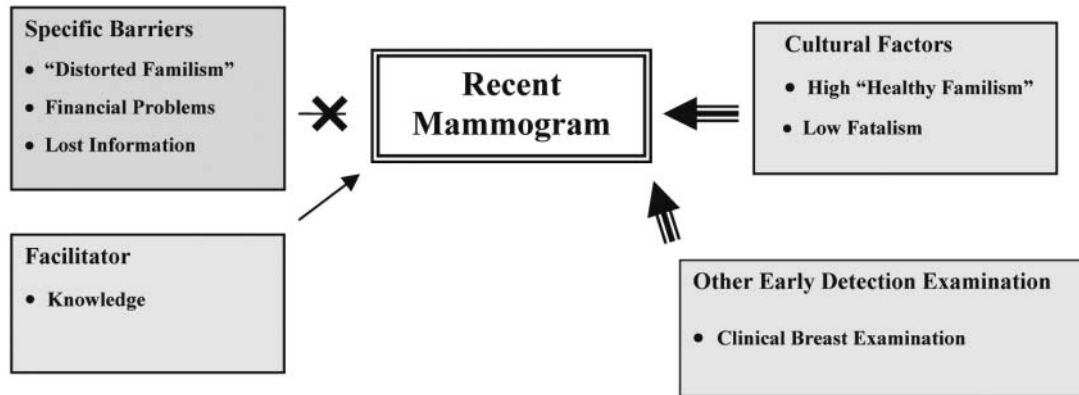 Specific Barriers
• “Distorted Familism”
• Financial Problems
• Lost Information
Recent
Mammogram
Cultural Factors
• High “Healthy Familism”
• Low Fatalism
Facilitator
• Knowledge
Other Early Detection Examination
• Clinical Breast Examination